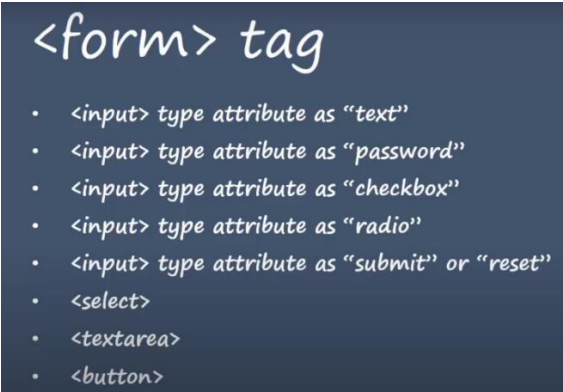 <form> tag
• <input> type attribute as “text”
• <input> type attribute as “password”
• <input> type attribute as “checkbox”
• <input> type attribute as “radio”
• <input> type attribute as “submit” or “reset”
• <select>
• <textarea>
• <button>